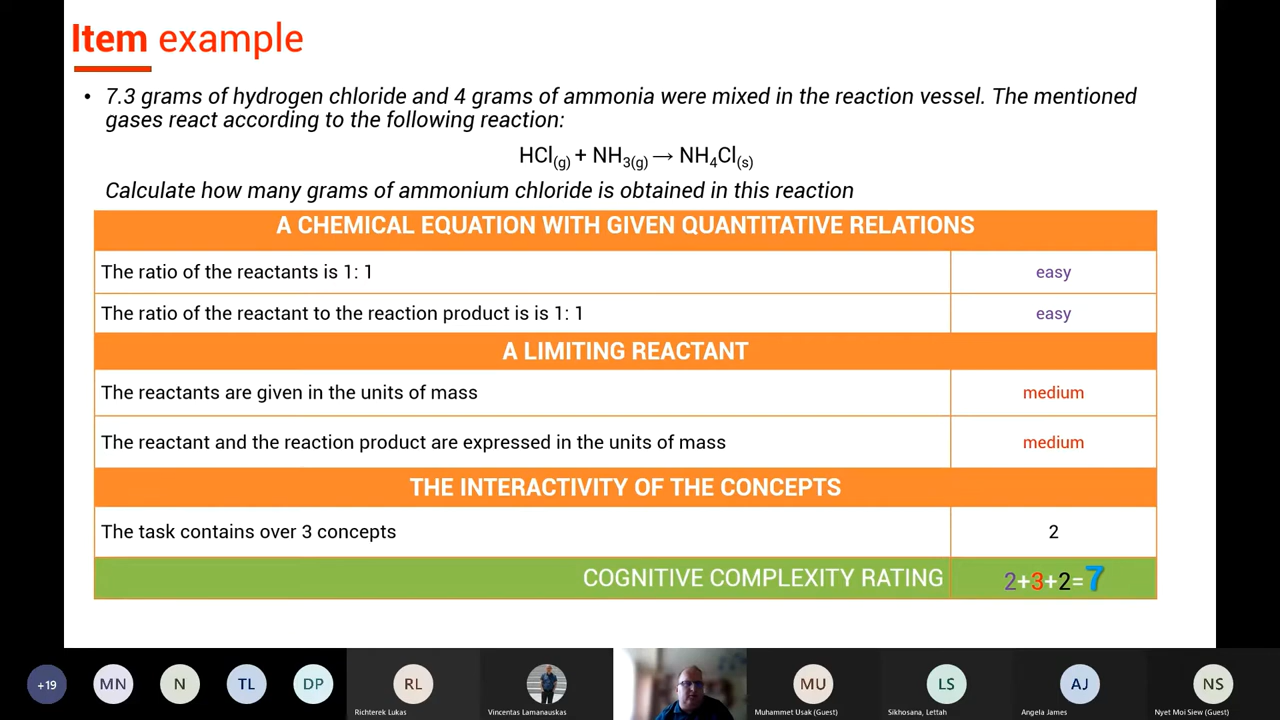 Item example
• 7.3 grams of hydrogen chloride and 4 grams of ammonia were mixed in the reaction vessel. The mentioned
gases react according to the following reaction:
HCl(g) + NH3(g) → NH4Cl(s)
Calculate how many grams of ammonium chloride is obtained in this reaction
A CHEMICAL EQUATION WITH GIVEN QUANTITATIVE RELATIONS
The ratio of the reactants is 1: 1 easy
The ratio of the reactant to the reaction product is is 1: 1 easy
A LIMITING REACTANT
The reactants are given in the units of mass medium
The reactant and the reaction product are expressed in the units of mass medium
THE INTERACTIVITY OF THE CONCEPTS
The task contains over 3 concepts 2
COGNITIVE COMPLEXITY RATING 2+3+2=7
+19 MN N TL DP RL MU LS AJ NS
Richterek Lukas Vincentas Lamanauskas Muhammet Usak (Guest) Sikhosana, Lettah Angela James Nyet Moi Siew (Guest)